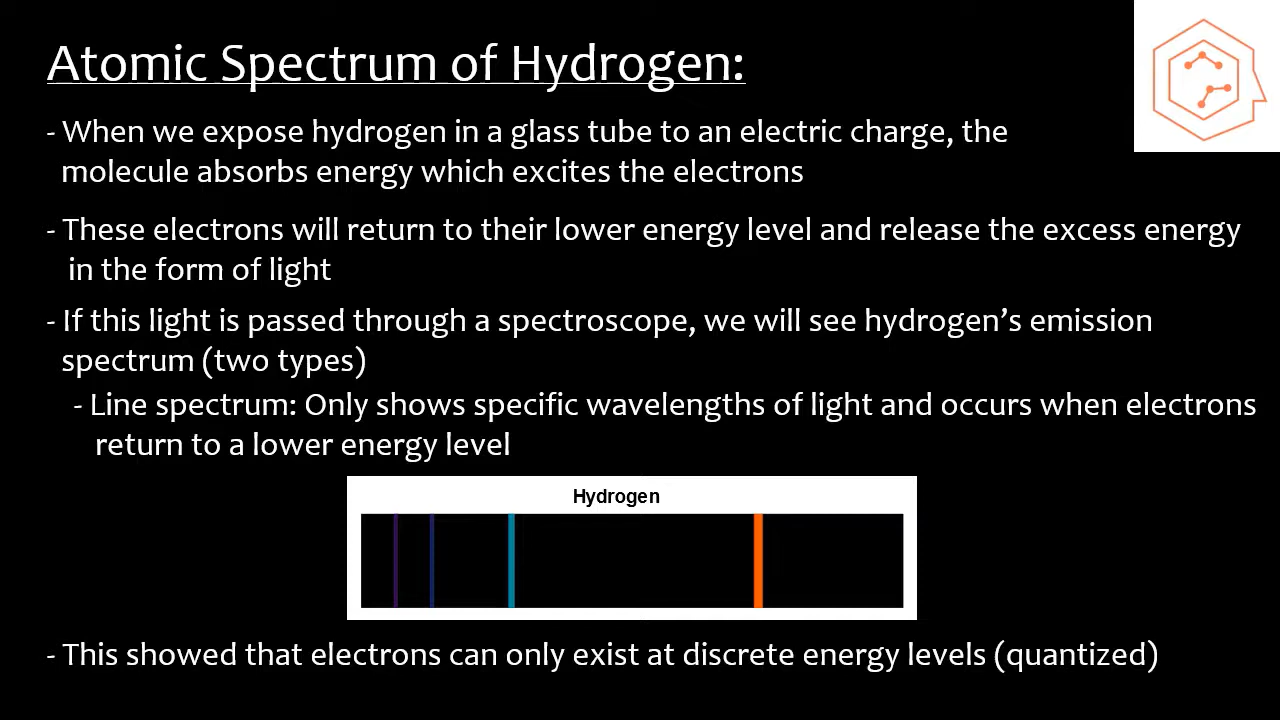 Atomic Spectrum of Hydrogen:
- When we expose hydrogen in a glass tube to an electric charge, the
molecule absorbs energy which excites the electrons
- These electrons will return to their lower energy level and release the excess energy
in the form of light
- If this light is passed through a spectroscope, we will see hydrogen’s emission
spectrum (two types)
- Line spectrum: Only shows specific wavelengths of light and occurs when electrons
return to a lower energy level
Hydrogen
- This showed that electrons can only exist at discrete energy levels (quantized)